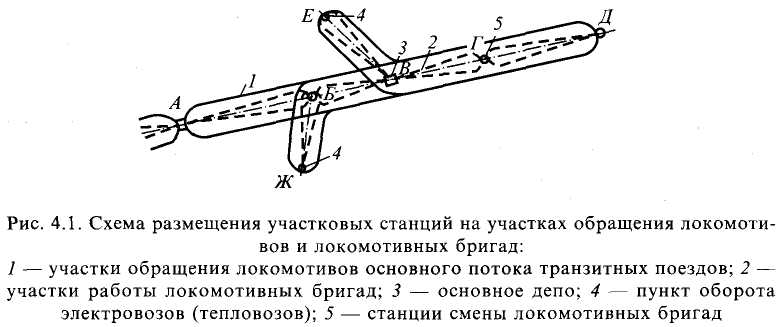 Е
4
Г
5
Д
3
2
В
1
А
Б
4
Ж
Рис. 4.1. Схема размещения участковых станций на участках обращения локомоти-
вов и локомотивных бригад:
1 — участки обращения локомотивов основного потока транзитных поездов; 2 —
участки работы локомотивных бригад; 3 — основное депо; 4 — пункт оборота
электровозов (тепловозов); 5 — станции смены локомотивных бригад